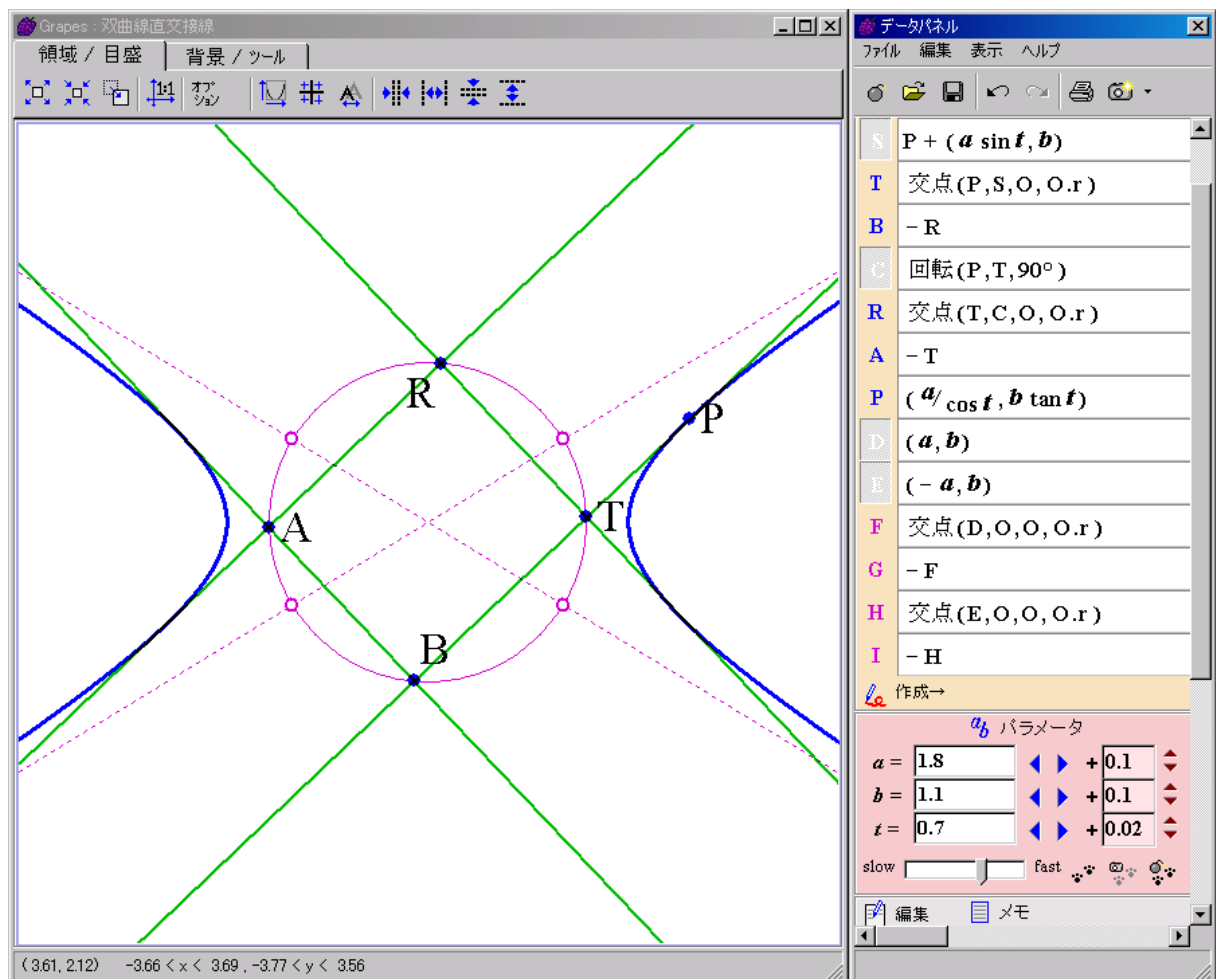 Grapes : 双曲線直交接線
領域 / 目盛 背景 / ツール
1:1 オプション
R
P
A
T
B
( 3.61, 2.12) -3.66 < x < 3.69 , -3.77 < y < 3.56
データパネル
ファイル 編集 表示 ヘルプ
S P + ( a sin t , b )
T 交点(P,S,O, O.r )
B − R
C 回転(P,T,90° )
R 交点(T,C,O, O.r )
A − T
P ( a/cos t , b tan t )
D ( a , b )
E ( − a , b )
F 交点(D,O,O, O.r )
G − F
H 交点(E,O,O, O.r )
I − H
作成→
ab パラメータ
a = 1.8 + 0.1
b = 1.1 + 0.1
t = 0.7 + 0.02
slow fast
編集 メモ